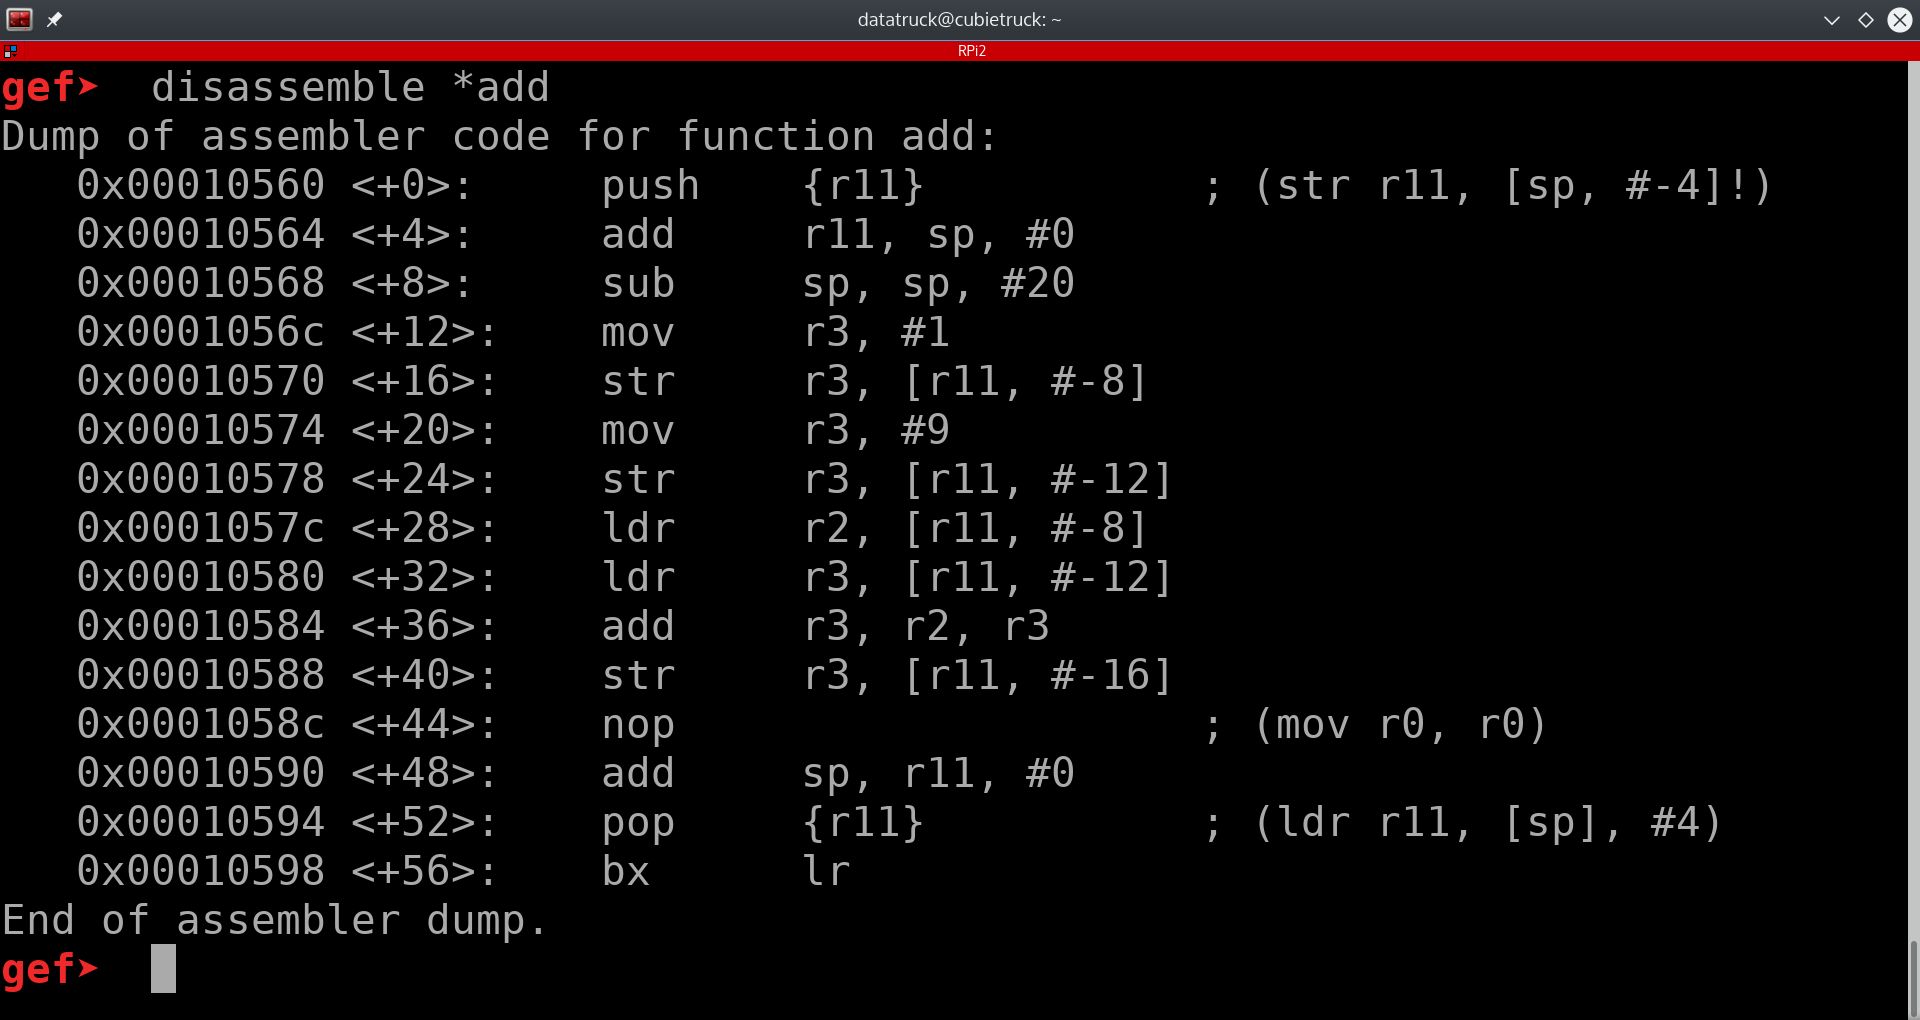 datatruck@cubietruck: ~
RPi2
gef➤  disassemble *add
Dump of assembler code for function add:
   0x00010560 <+0>:     push    {r11}           ; (str r11, [sp, #-4]!)
   0x00010564 <+4>:     add     r11, sp, #0
   0x00010568 <+8>:     sub     sp, sp, #20
   0x0001056c <+12>:    mov     r3, #1
   0x00010570 <+16>:    str     r3, [r11, #-8]
   0x00010574 <+20>:    mov     r3, #9
   0x00010578 <+24>:    str     r3, [r11, #-12]
   0x0001057c <+28>:    ldr     r2, [r11, #-8]
   0x00010580 <+32>:    ldr     r3, [r11, #-12]
   0x00010584 <+36>:    add     r3, r2, r3
   0x00010588 <+40>:    str     r3, [r11, #-16]
   0x0001058c <+44>:    nop                     ; (mov r0, r0)
   0x00010590 <+48>:    add     sp, r11, #0
   0x00010594 <+52>:    pop     {r11}           ; (ldr r11, [sp], #4)
   0x00010598 <+56>:    bx      lr
End of assembler dump.
gef➤